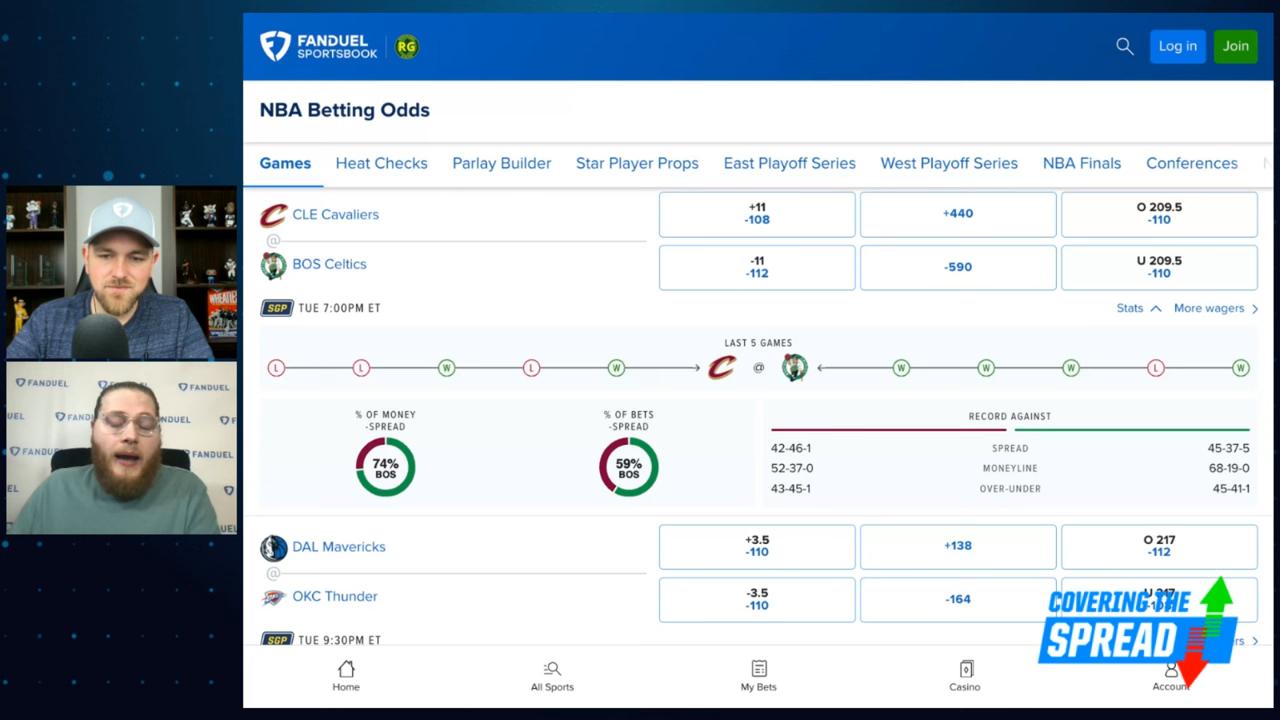 FANDUEL
SPORTSBOOK
RG
Log in
Join
NBA Betting Odds
Games
Heat Checks
Parlay Builder
Star Player Props
East Playoff Series
West Playoff Series
NBA Finals
Conferences
CLE Cavaliers
+11
-108
+440
O 209.5
-110
@
BOS Celtics
-11
-112
-590
U 209.5
-110
SGP
TUE 7:00PM ET
Stats
More wagers
LAST 5 GAMES
L
L
W
L
W
@
W
W
W
L
W
% OF MONEY
-SPREAD
74%
BOS
% OF BETS
-SPREAD
59%
BOS
RECORD AGAINST
42-46-1
SPREAD
45-37-5
52-37-0
MONEYLINE
68-19-0
43-45-1
OVER-UNDER
45-41-1
DAL Mavericks
+3.5
-110
+138
O 217
-112
@
OKC Thunder
-3.5
-110
-164
SGP
TUE 9:30PM ET
COVERING THE
SPREAD
Home
All Sports
My Bets
Casino
Account
WHEATIES
FANDUEL
FANDUEL
FANDUEL
FANDUEL